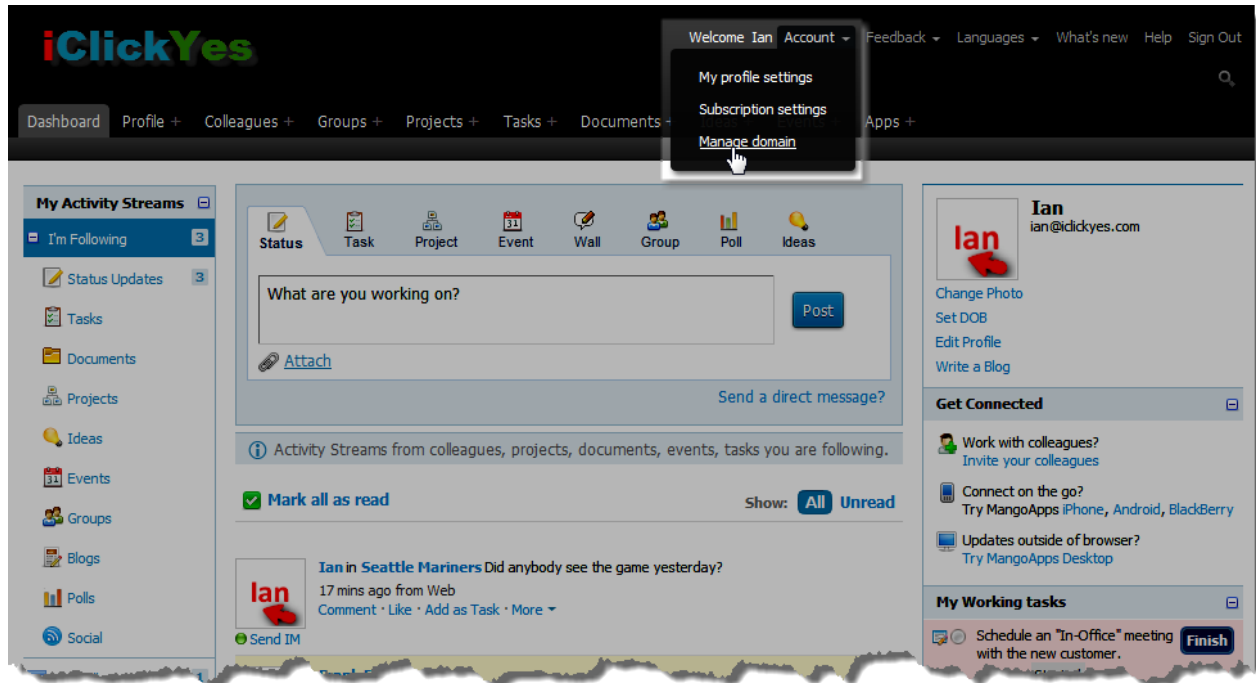 iClickYes
Welcome Ian Account Feedback Languages What's new Help Sign Out
My profile settings
Subscription settings
Manage domain
Dashboard Profile + Colleagues + Groups + Projects + Tasks + Documents + Apps +
My Activity Streams
I'm Following 3
Status Updates 3
Tasks
Documents
Projects
Ideas
Events
Groups
Blogs
Polls
Social
1
Status Task Project Event Wall Group Poll Ideas
What are you working on?
Post
Attach
Send a direct message?
Activity Streams from colleagues, projects, documents, events, tasks you are following.
Mark all as read Show: All Unread
Ian in Seattle Mariners Did anybody see the game yesterday?
17 mins ago from Web
Comment · Like · Add as Task · More
Ian
Send IM
Ian
Ian
ian@iclickyes.com
Change Photo
Set DOB
Edit Profile
Write a Blog
Get Connected
Work with colleagues?
Invite your colleagues
Connect on the go?
Try MangoApps iPhone, Android, BlackBerry
Updates outside of browser?
Try MangoApps Desktop
My Working tasks
Schedule an "In-Office" meeting
with the new customer.
Finish